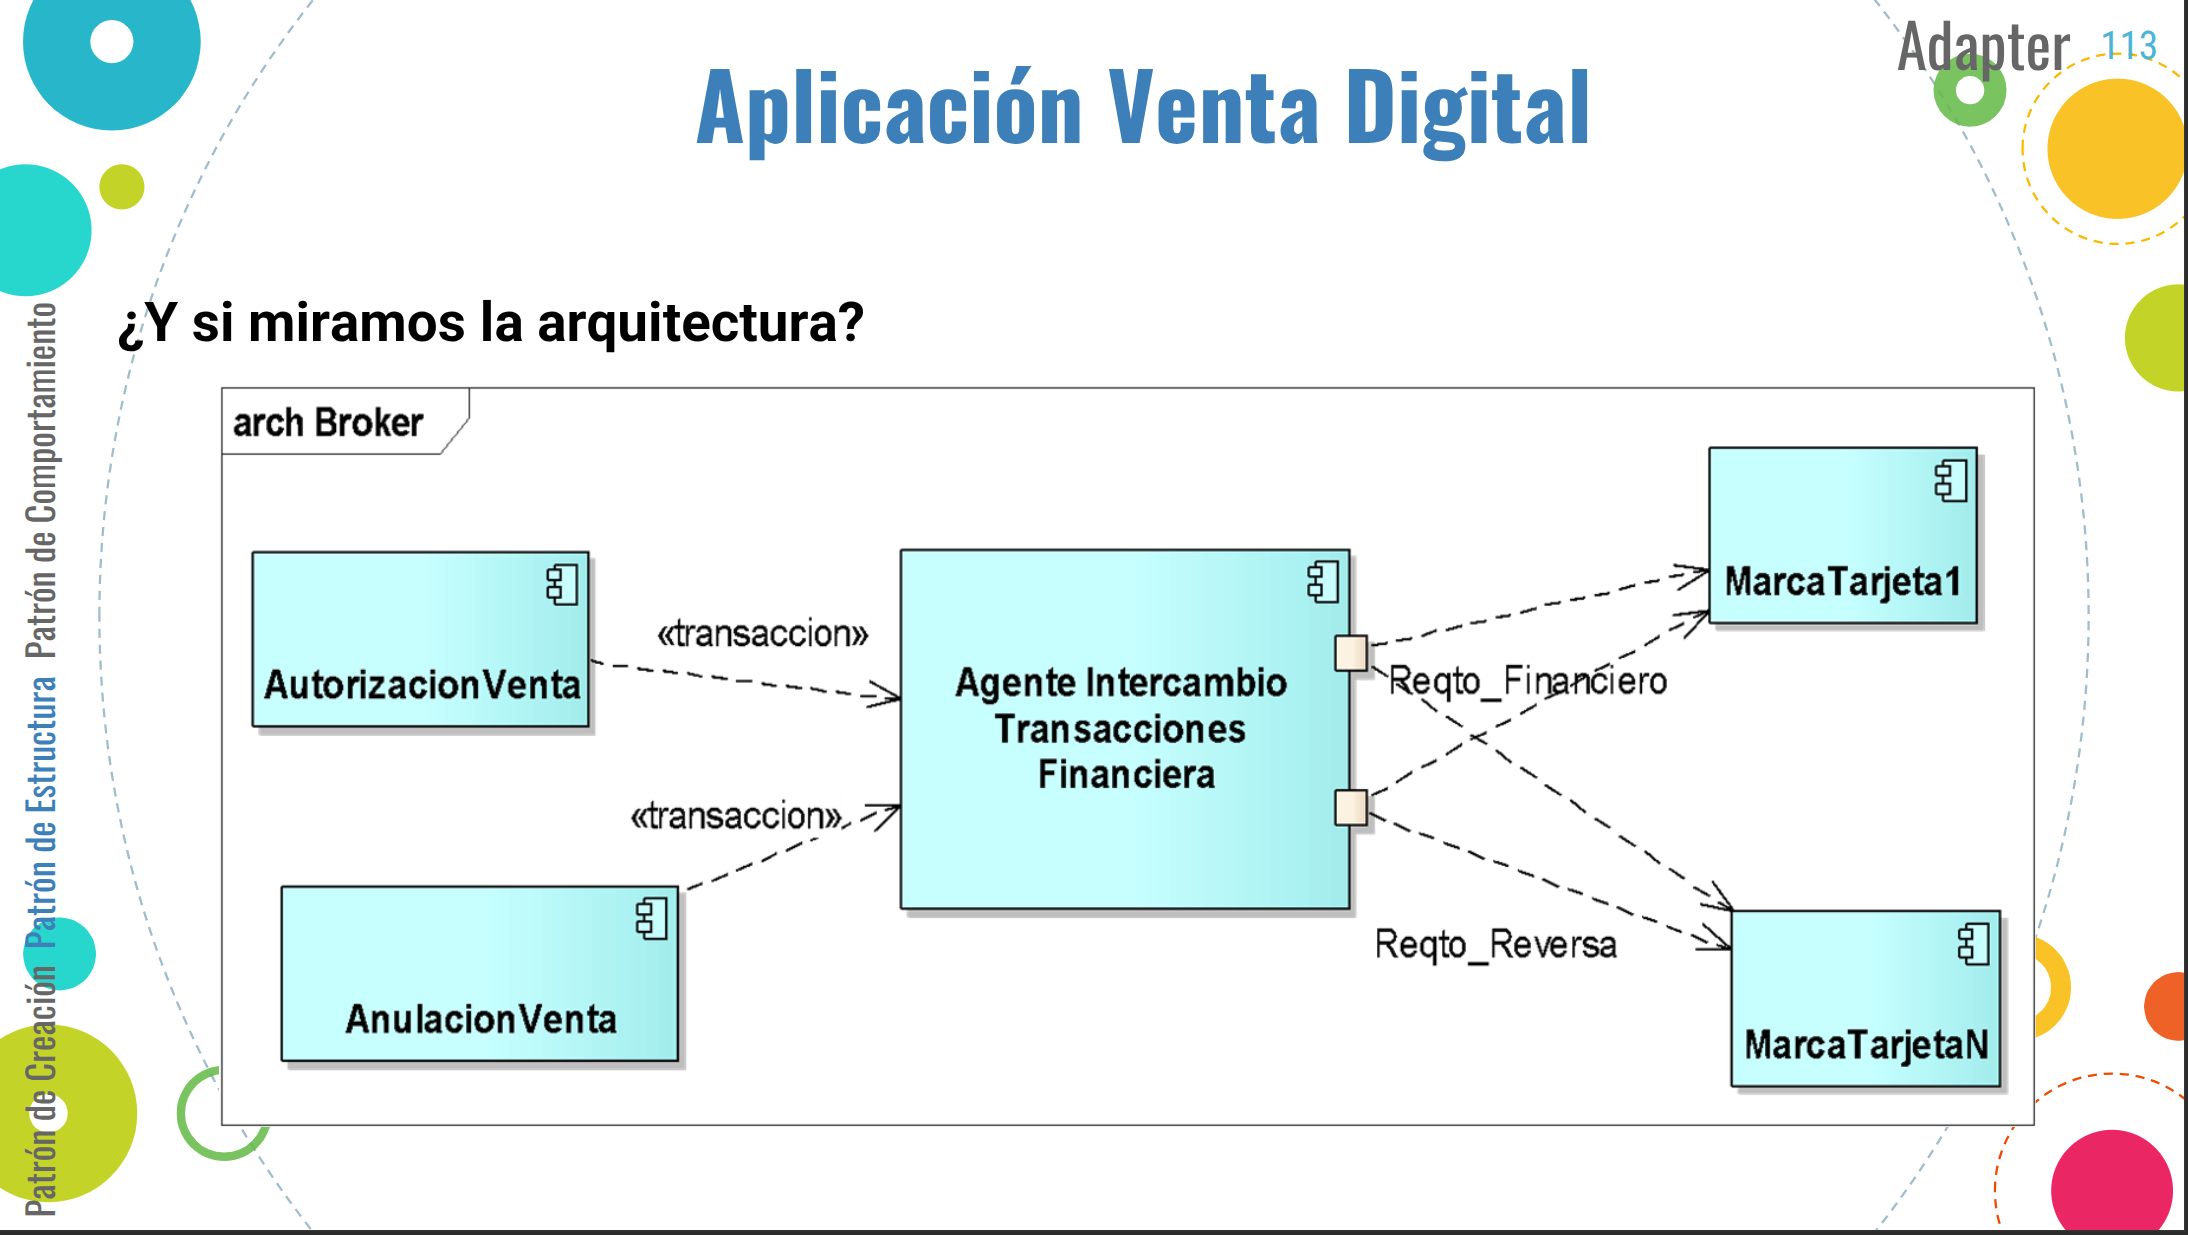 Adapter 113
Aplicación Venta Digital
¿Y si miramos la arquitectura?
arch Broker
AutorizacionVenta
«transaccion»
«transaccion»
AnulacionVenta
Agente Intercambio
Transacciones
Financiera
Reqto_Financiero
Reqto_Reversa
MarcaTarjeta1
MarcaTarjetaN
Patrón de Creación Patrón de Estructura Patrón de Comportamiento